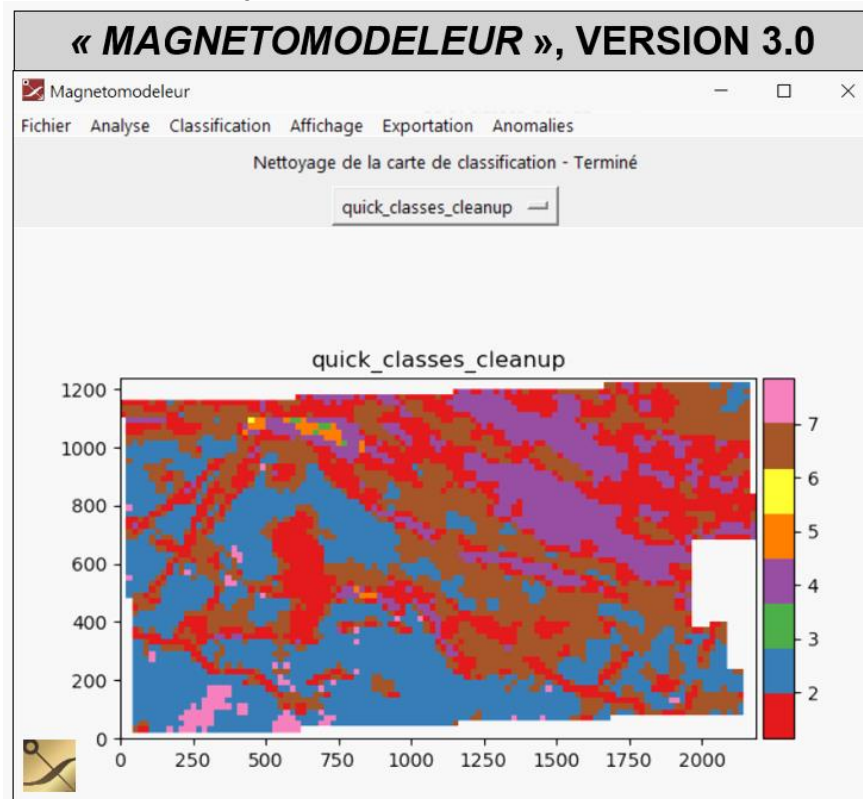 « MAGNETOMODELEUR », VERSION 3.0
Magnetomodeleur
Fichier Analyse Classification Affichage Exportation Anomalies
Nettoyage de la carte de classification - Terminé
quick_classes_cleanup
quick_classes_cleanup
1200
1000
800
600
400
200
0
0 250 500 750 1000 1250 1500 1750 2000
7
6
5
4
3
2